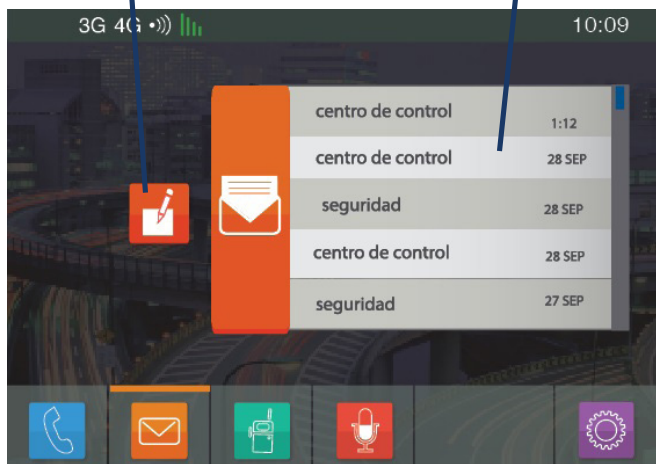 3G 4G 10:09
centro de control 1:12
centro de control 28 SEP
seguridad 28 SEP
centro de control 28 SEP
seguridad 27 SEP